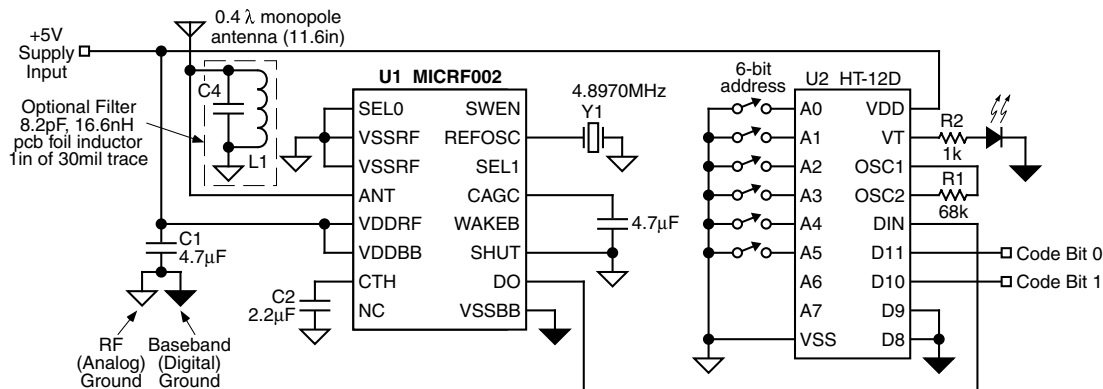 +5V
Supply
Input
0.4 λ monopole
antenna (11.6in)
Optional Filter
8.2pF, 16.6nH
pcb foil inductor
1in of 30mil trace
C4
L1
C1
4.7µF
RF
(Analog)
Ground
Baseband
(Digital)
Ground
C2
2.2µF
U1 MICRF002
SEL0
VSSRF
VSSRF
ANT
VDDRF
VDDBB
CTH
NC
SWEN
REFOSC
SEL1
CAGC
WAKEB
SHUT
DO
VSSBB
4.8970MHz
Y1
4.7µF
6-bit
address
U2 HT-12D
A0
A1
A2
A3
A4
A5
A6
A7
VSS
VDD
VT
OSC1
OSC2
DIN
D11
D10
D9
D8
R2
1k
R1
68k
Code Bit 0
Code Bit 1